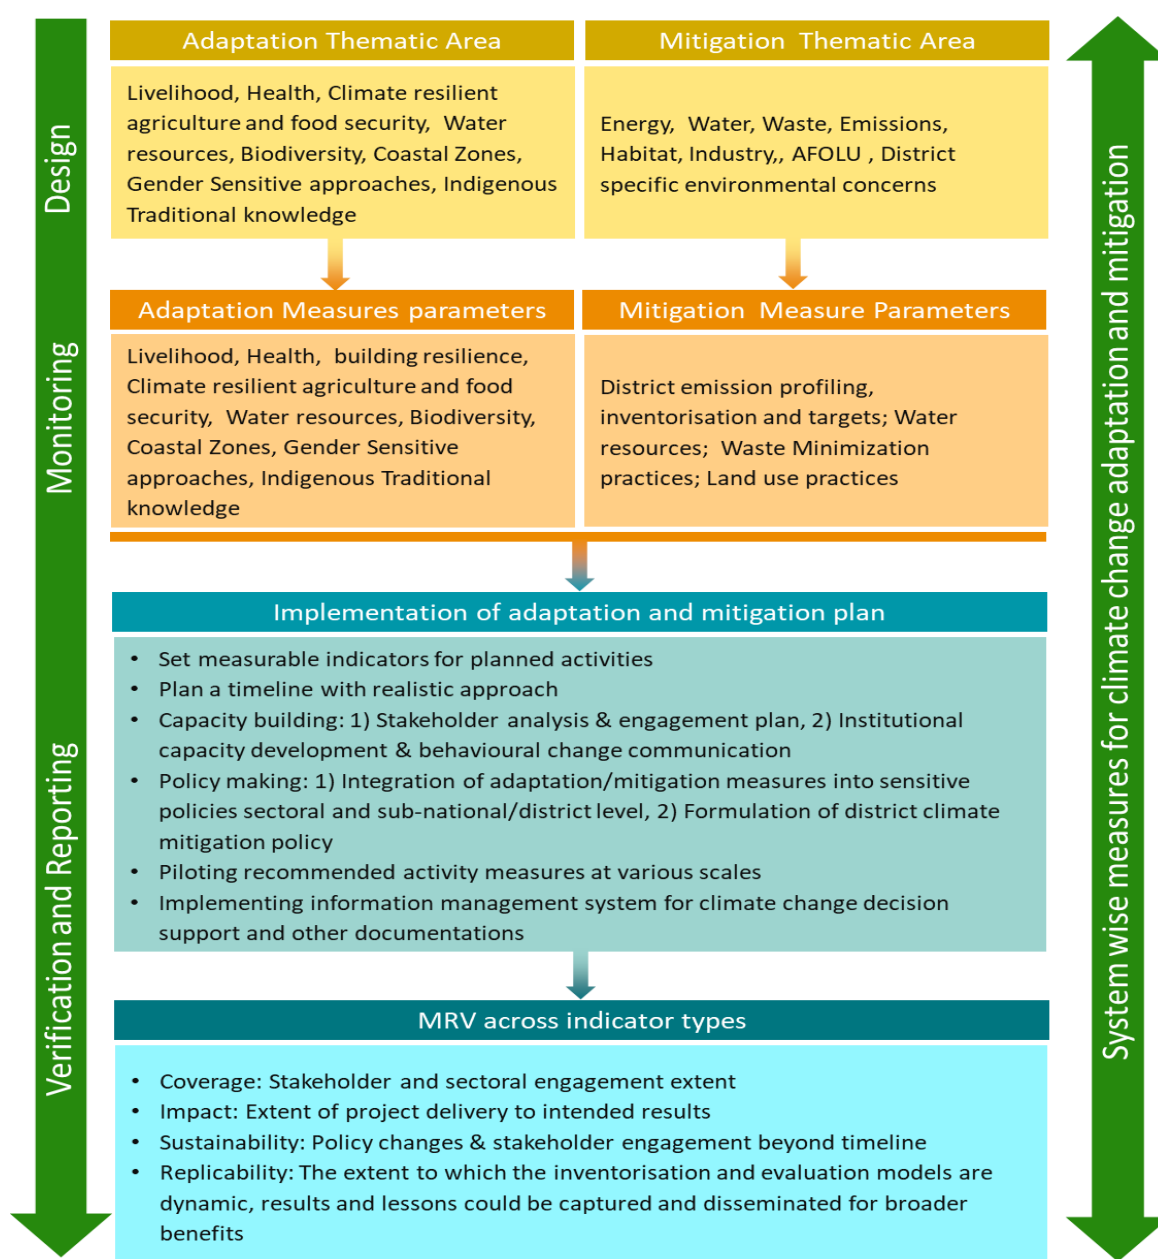 Design
Monitoring
Verification and Reporting
Adaptation Thematic Area
Livelihood, Health, Climate resilient
agriculture and food security, Water
resources, Biodiversity, Coastal Zones,
Gender Sensitive approaches, Indigenous
Traditional knowledge
Mitigation Thematic Area
Energy, Water, Waste, Emissions,
Habitat, Industry,, AFOLU , District
specific environmental concerns
Adaptation Measures parameters
Livelihood, Health, building resilience,
Climate resilient agriculture and food
security, Water resources, Biodiversity,
Coastal Zones, Gender Sensitive
approaches, Indigenous Traditional
knowledge
Mitigation Measure Parameters
District emission profiling,
inventorisation and targets; Water
resources; Waste Minimization
practices; Land use practices
Implementation of adaptation and mitigation plan
• Set measurable indicators for planned activities
• Plan a timeline with realistic approach
• Capacity building: 1) Stakeholder analysis & engagement plan, 2) Institutional
capacity development & behavioural change communication
• Policy making: 1) Integration of adaptation/mitigation measures into sensitive
policies sectoral and sub-national/district level, 2) Formulation of district climate
mitigation policy
• Piloting recommended activity measures at various scales
• Implementing information management system for climate change decision
support and other documentations
MRV across indicator types
• Coverage: Stakeholder and sectoral engagement extent
• Impact: Extent of project delivery to intended results
• Sustainability: Policy changes & stakeholder engagement beyond timeline
• Replicability: The extent to which the inventorisation and evaluation models are
dynamic, results and lessons could be captured and disseminated for broader
benefits
System wise measures for climate change adaptation and mitigation